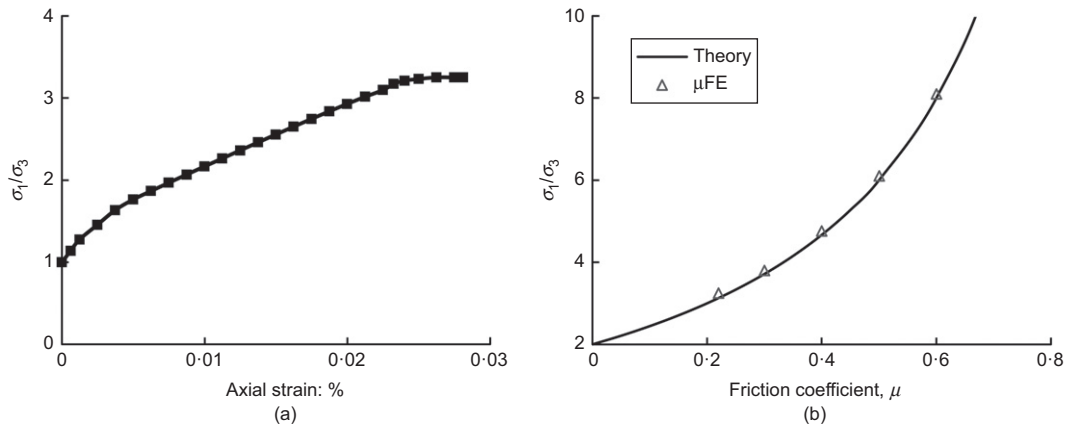 4
3
2
1
0
σ1/σ3
0
0·01
0·02
0·03
Axial strain: %
(a)
10
8
6
4
2
σ1/σ3
Theory
μFE
0
0·2
0·4
0·6
0·8
Friction coefficient, μ
(b)